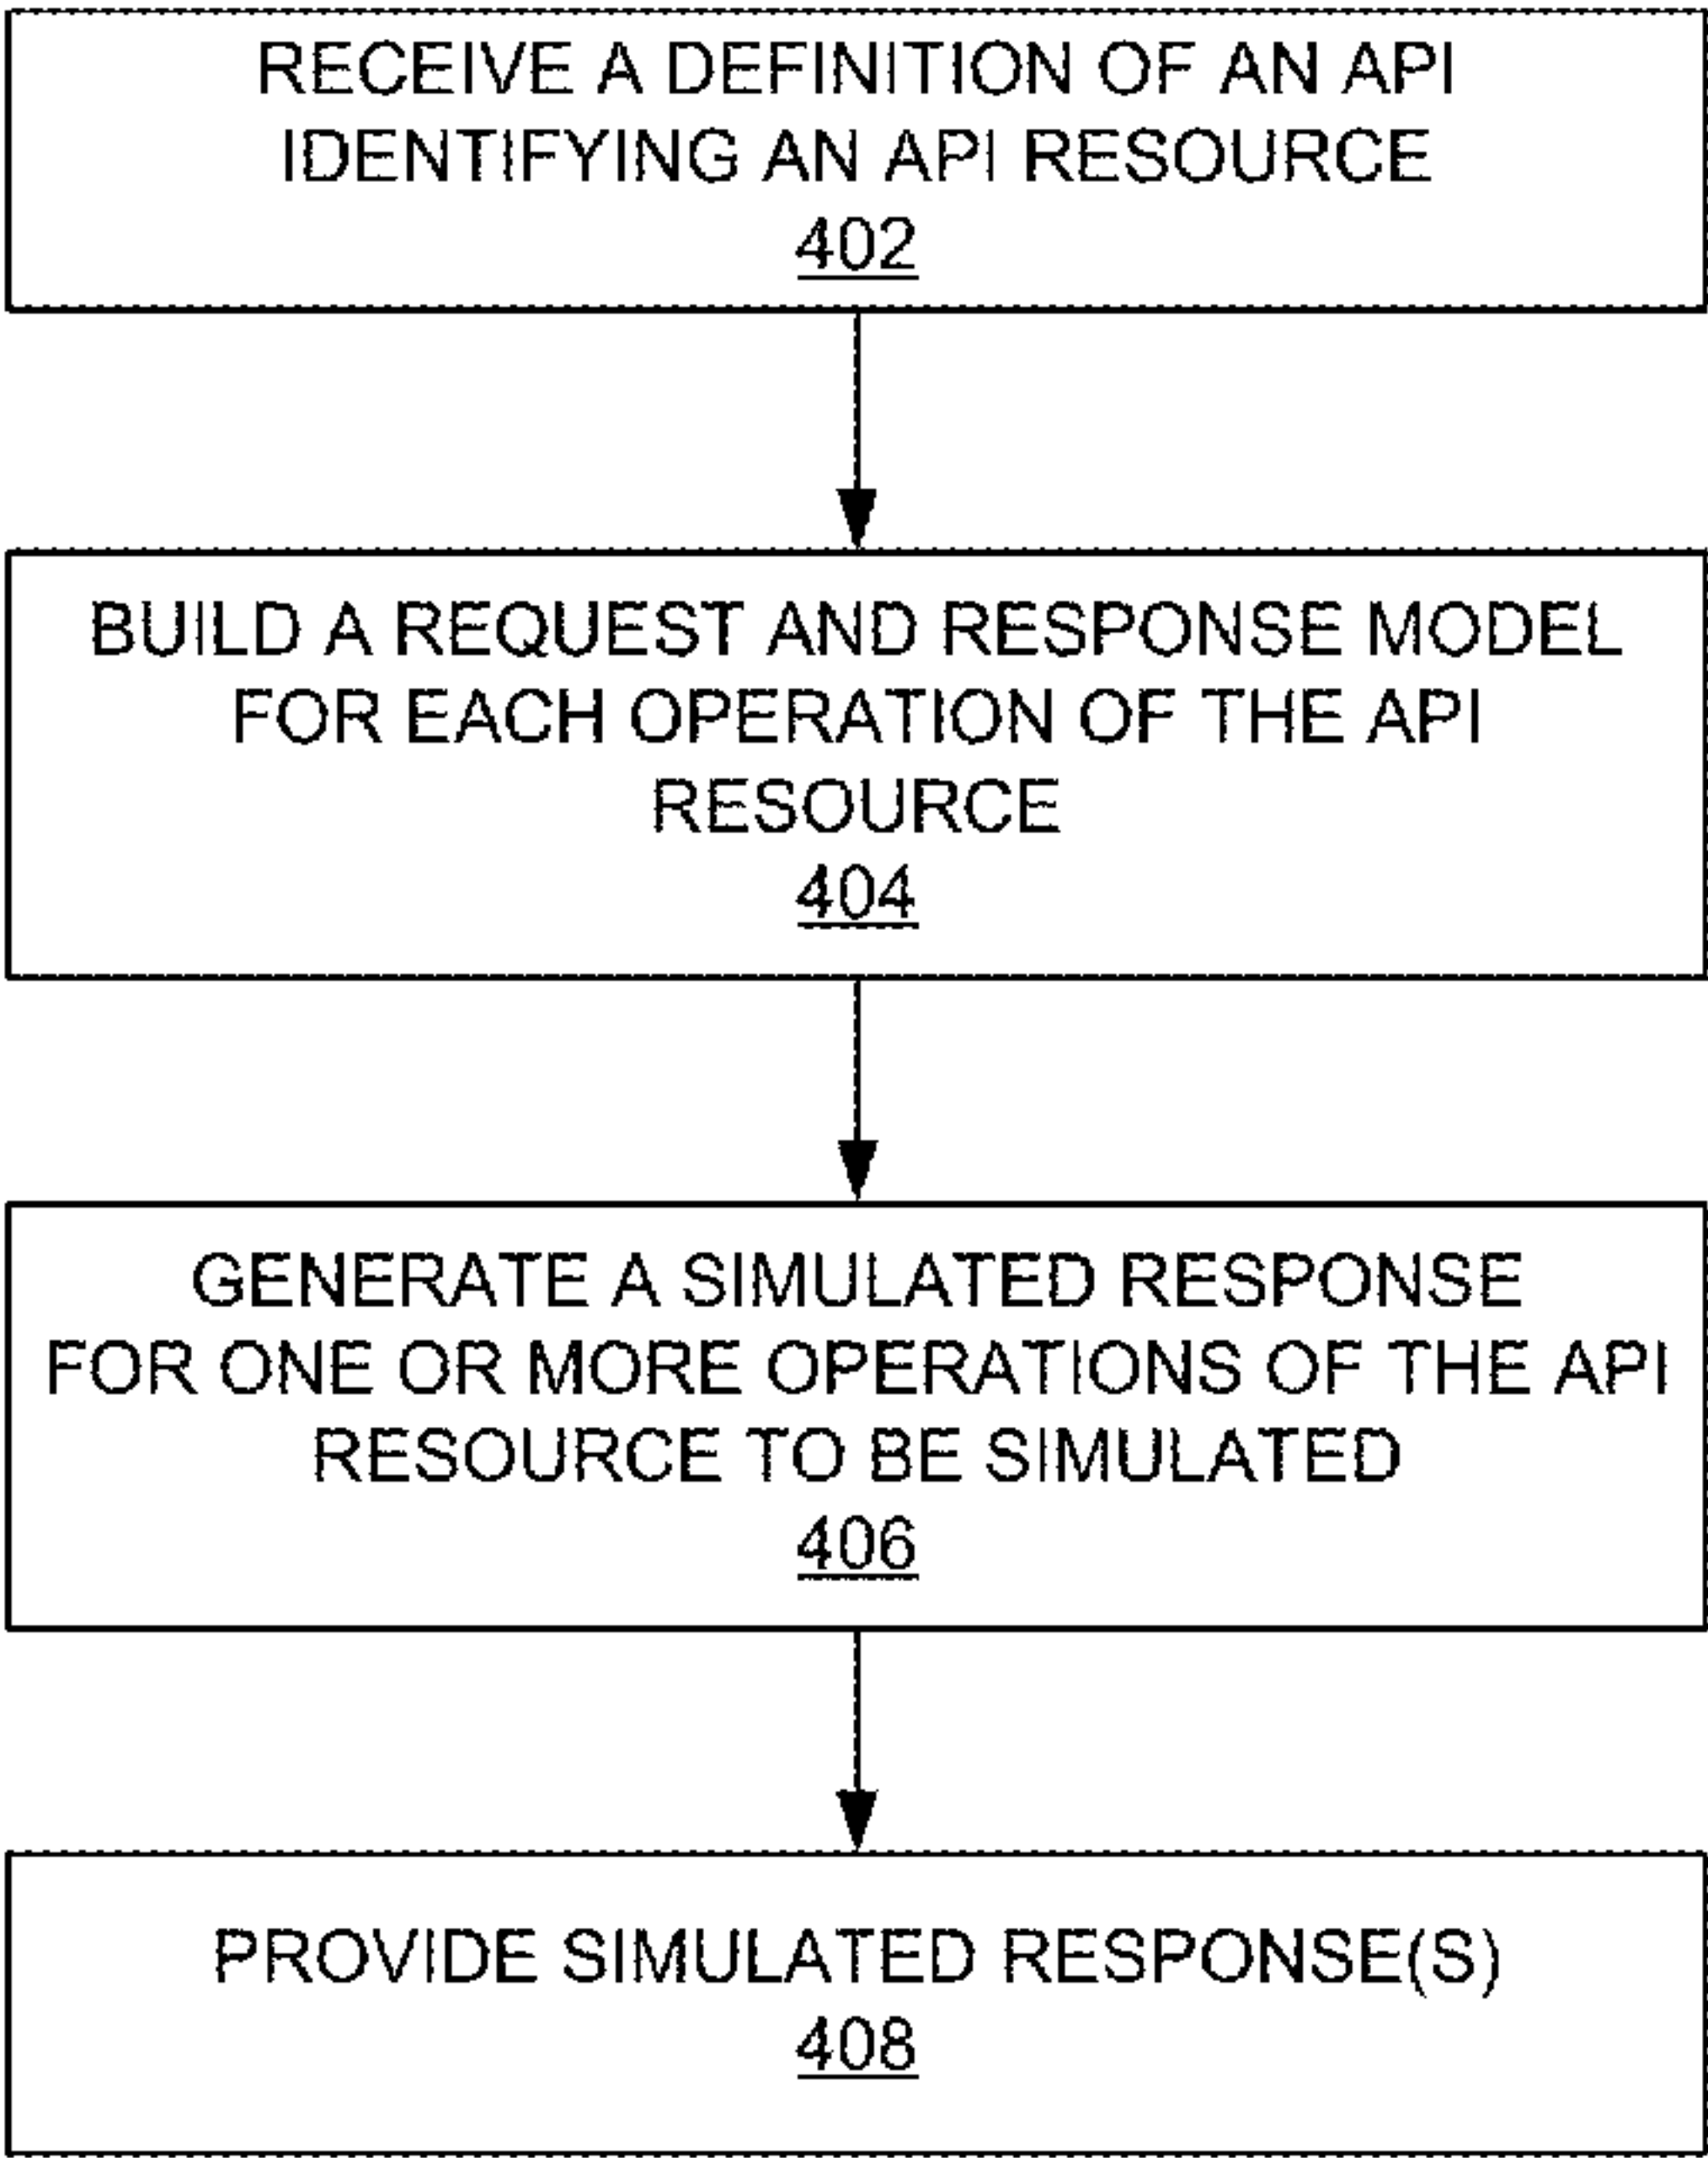 RECEIVE A DEFINITION OF AN API
IDENTIFYING AN API RESOURCE
402
BUILD A REQUEST AND RESPONSE MODEL
FOR EACH OPERATION OF THE API
RESOURCE
404
GENERATE A SIMULATED RESPONSE
FOR ONE OR MORE OPERATIONS OF THE API
RESOURCE TO BE SIMULATED
406
PROVIDE SIMULATED RESPONSE(S)
408